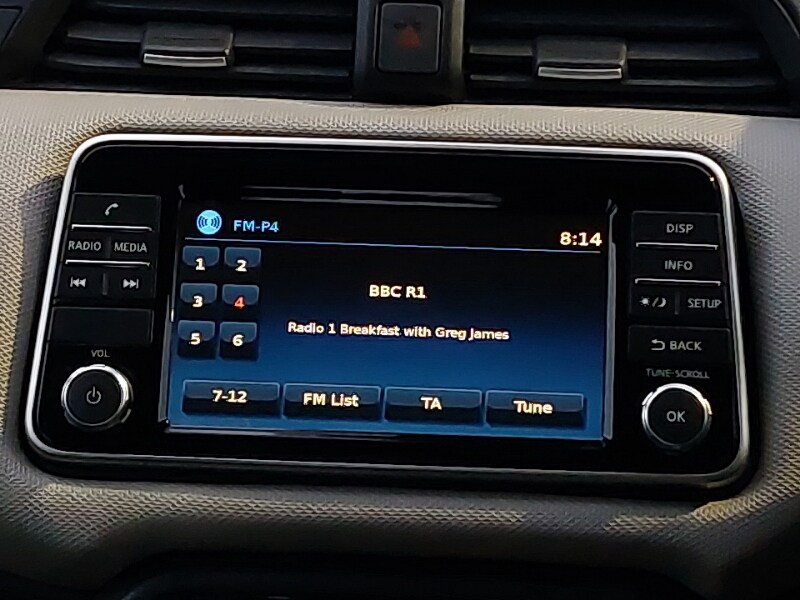 FM-P4
8:14
1 2
3 4
5 6
BBC R1
Radio 1 Breakfast with Greg James
7-12 FM List TA Tune
RADIO MEDIA
VOL
DISP
INFO
SETUP
BACK
TUNE-SCROLL
OK